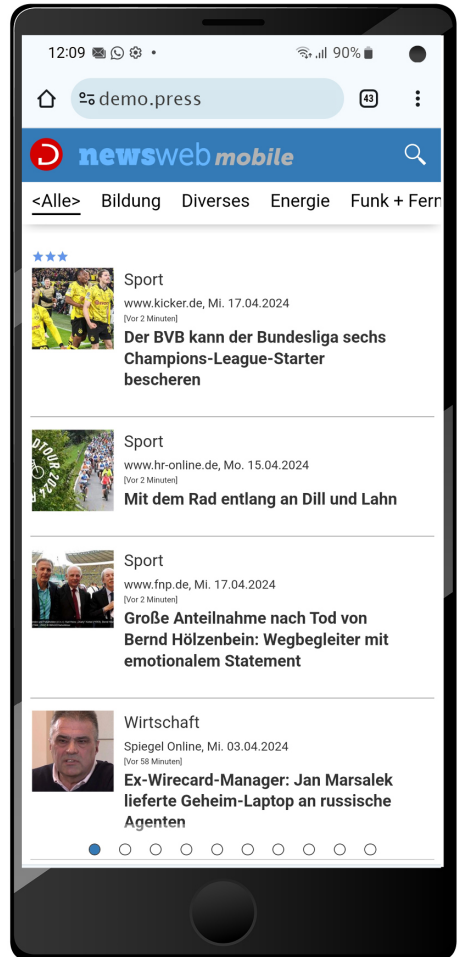 12:09
90%
demo.press
43
newsweb mobile
<Alle> Bildung Diverses Energie Funk + Fern
Sport
www.kicker.de, Mi. 17.04.2024
[Vor 2 Minuten]
Der BVB kann der Bundesliga sechs
Champions-League-Starter
bescheren
DTOUR 2024
Sport
www.hr-online.de, Mo. 15.04.2024
[Vor 2 Minuten]
Mit dem Rad entlang an Dill und Lahn
Sport
www.fnp.de, Mi. 17.04.2024
[Vor 2 Minuten]
Große Anteilnahme nach Tod von
Bernd Hölzenbein: Wegbegleiter mit
emotionalem Statement
Wirtschaft
Spiegel Online, Mi. 03.04.2024
[Vor 58 Minuten]
Ex-Wirecard-Manager: Jan Marsalek
lieferte Geheim-Laptop an russische
Agenten